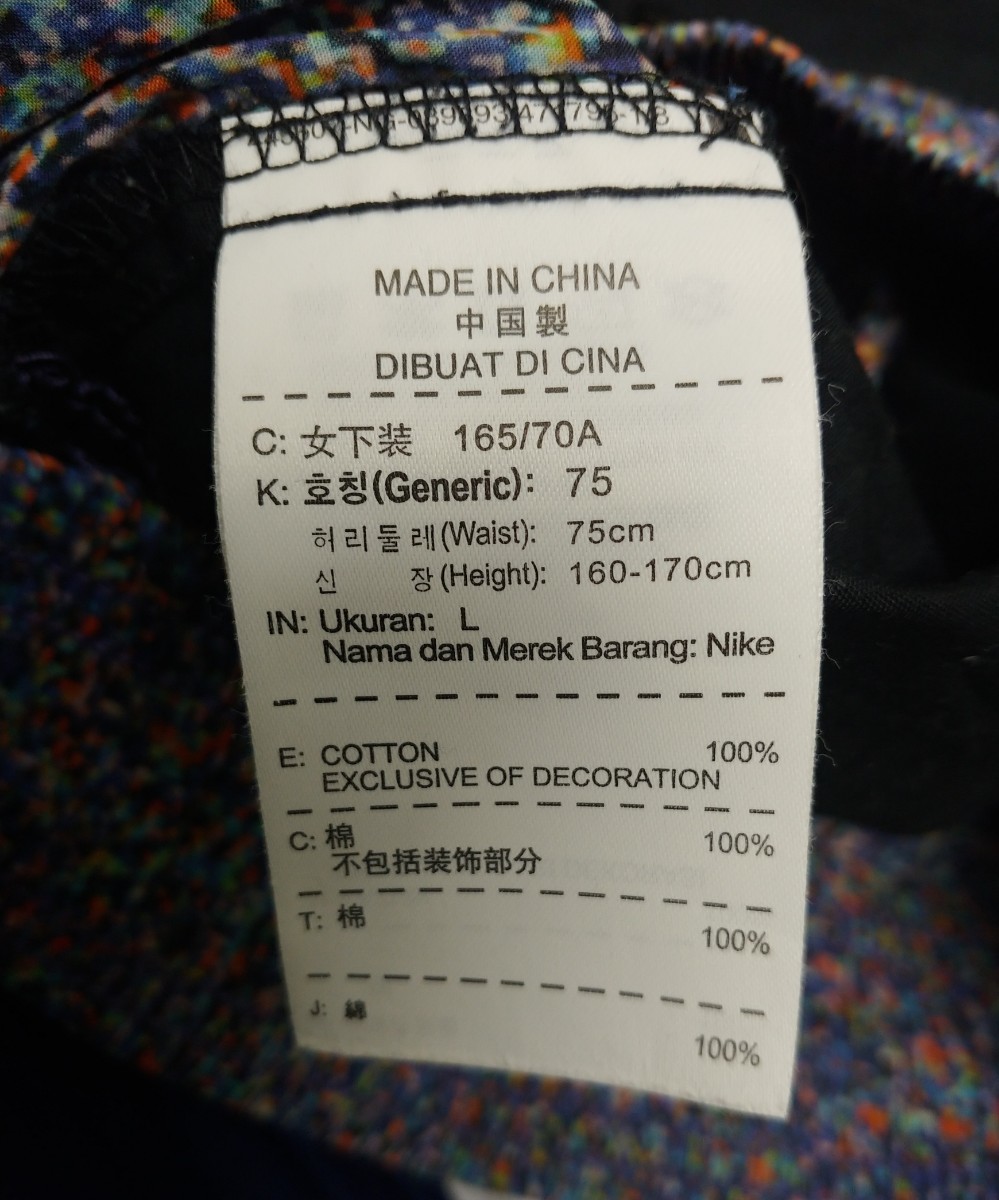 MADE IN CHINA
中国製
DIBUAT DI CINA
C: 女下装 165/70A
K: 호칭(Generic): 75
허리둘레(Waist): 75cm
신 장(Height): 160-170cm
IN: Ukuran: L
Nama dan Merek Barang: Nike
E: COTTON 100%
EXCLUSIVE OF DECORATION
C: 棉 100%
不包括装饰部分
T: 棉 100%
J: 綿 100%